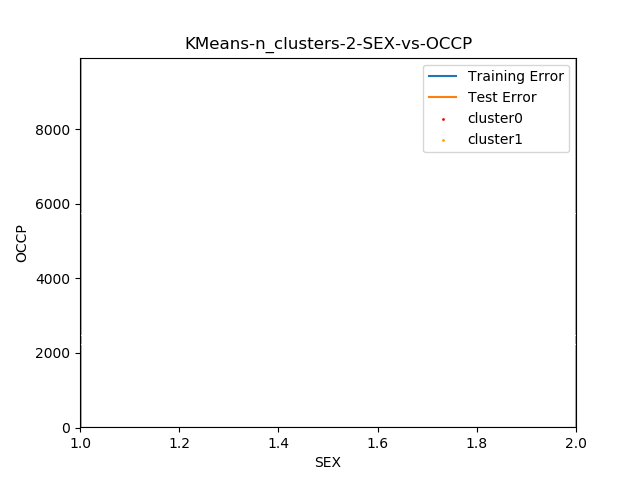 KMeans-n_clusters-2-SEX-vs-OCCP
Training Error
Test Error
cluster0
cluster1
8000
6000
4000
2000
0
OCCP
1.0 1.2 1.4 1.6 1.8 2.0
SEX